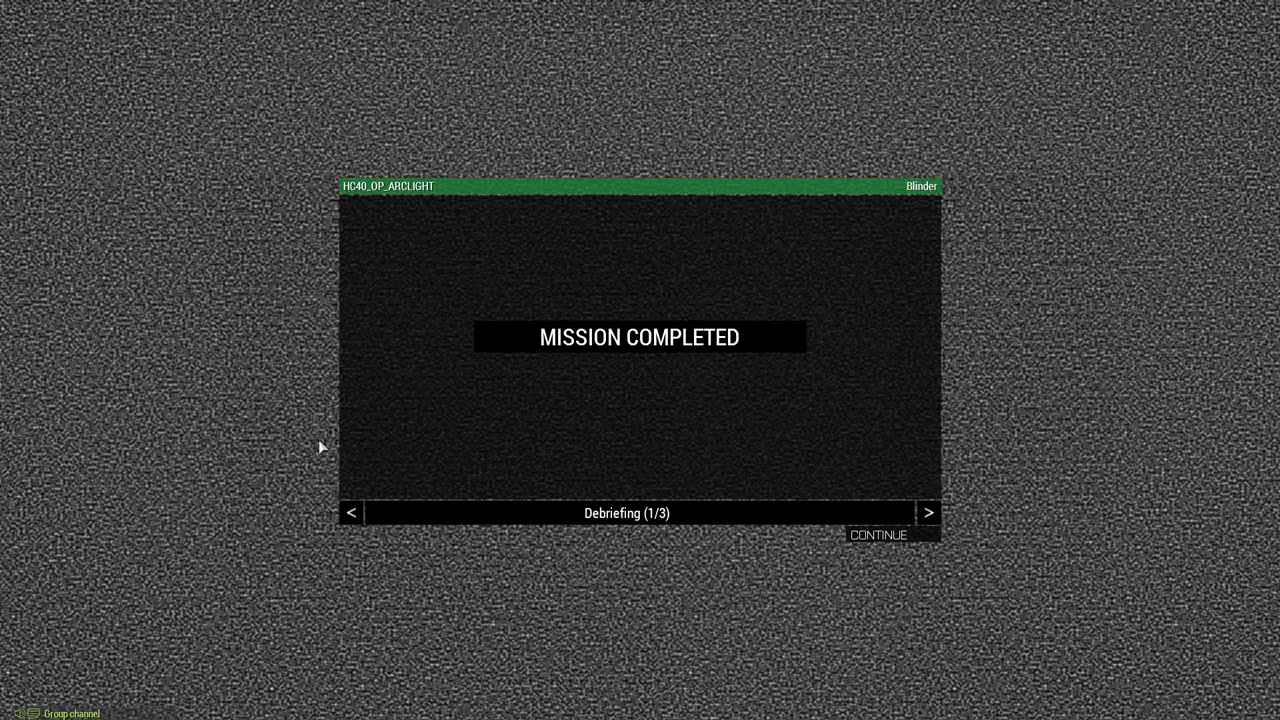 HC40_OP_ARCLIGHT
Blinder
MISSION COMPLETED
< Debriefing (1/3) >
CONTINUE
Group channel